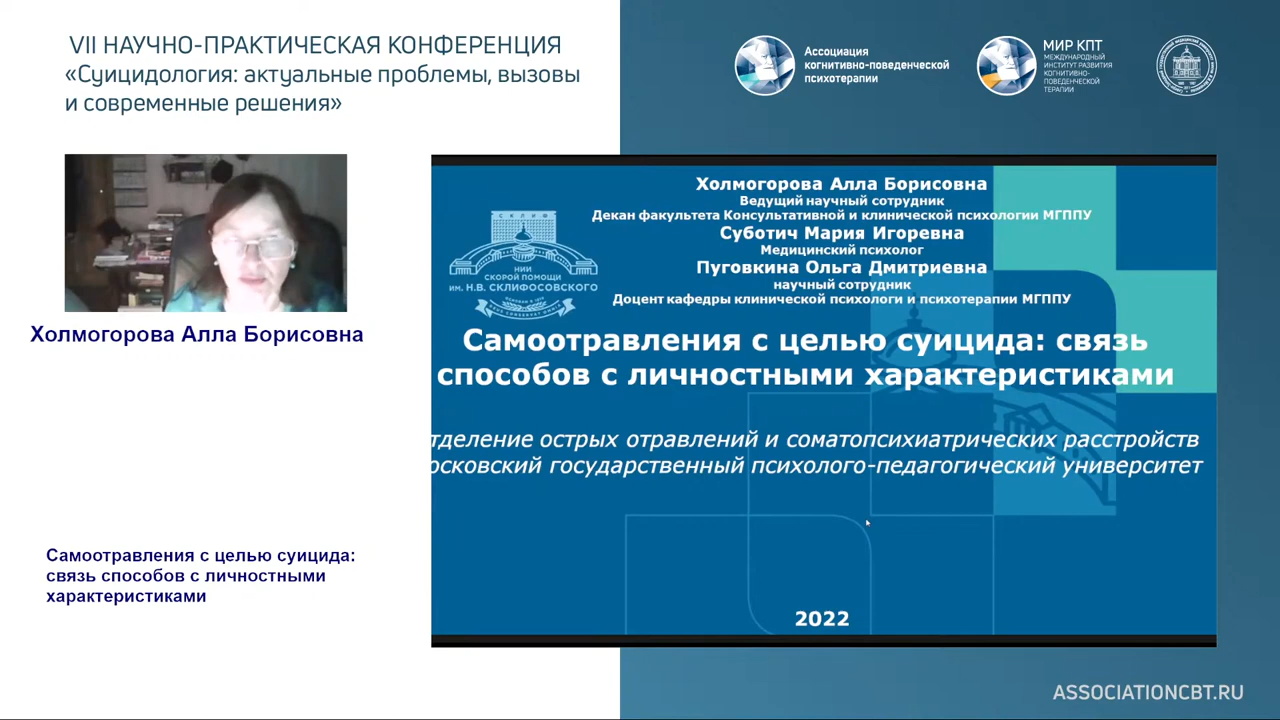 VII НАУЧНО-ПРАКТИЧЕСКАЯ КОНФЕРЕНЦИЯ
«Суицидология: актуальные проблемы, вызовы
и современные решения»
Ассоциация
когнитивно-поведенческой
психотерапии
МИР КПТ
МЕЖДУНАРОДНЫЙ
ИНСТИТУТ РАЗВИТИЯ
КОГНИТИВНО-
ПОВЕДЕНЧЕСКОЙ
ТЕРАПИИ
Холмогорова Алла Борисовна
Самоотравления с целью суицида:
связь способов с личностными
характеристиками
СКЛИФ
НИИ
СКОРОЙ ПОМОЩИ
ИМ. Н.В. СКЛИФОСОВСКОГО
Холмогорова Алла Борисовна
Ведущий научный сотрудник
Декан факультета Консультативной и клинической психологии МГППУ
Суботич Мария Игоревна
Медицинский психолог
Пуговкина Ольга Дмитриевна
научный сотрудник
Доцент кафедры клинической психологи и психотерапии МГППУ
Самоотравления с целью суицида: связь
способов с личностными характеристиками
тделение острых отравлений и соматопсихиатрических расстройств
осковский государственный психолого-педагогический университет
2022
ASSOCIATIONCBT.RU